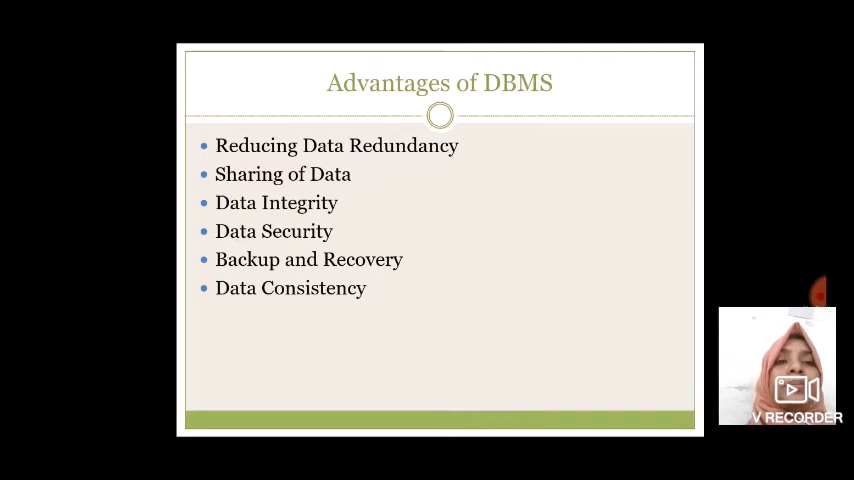 Advantages of DBMS
Reducing Data Redundancy
Sharing of Data
Data Integrity
Data Security
Backup and Recovery
Data Consistency
V RECORDER